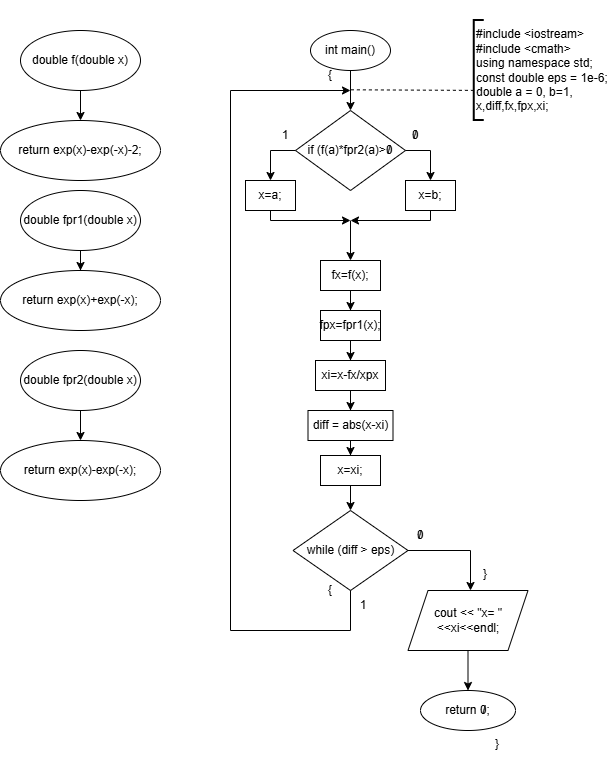 double f(double x)
return exp(x)-exp(-x)-2;
double fpr1(double x)
return exp(x)+exp(-x);
double fpr2(double x)
return exp(x)-exp(-x);
int main()
{
#include <iostream>
#include <cmath>
using namespace std;
const double eps = 1e-6;
double a = 0, b=1,
x,diff,fx,fpx,xi;
1
0
if (f(a)*fpr2(a)>0
x=a;
x=b;
fx=f(x);
fpx=fpr1(x);
xi=x-fx/xpx
diff = abs(x-xi)
x=xi;
while (diff > eps)
0
{
1
}
cout << "x= "
<<xi<<endl;
return 0;
}